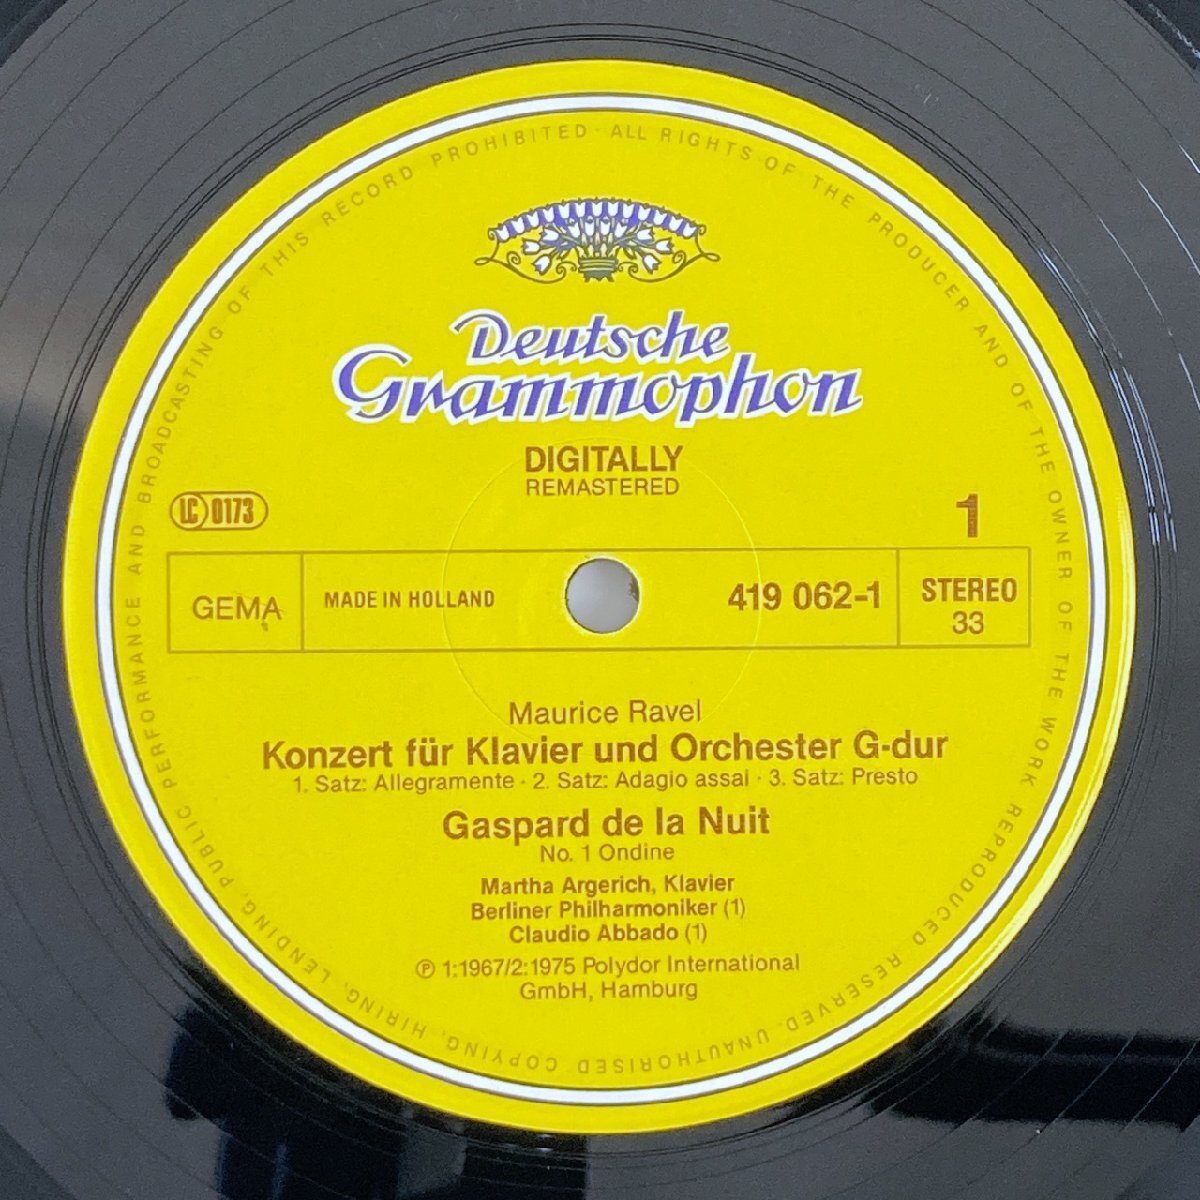 PUBLIC PERFORMANCE AND BROADCASTING OF THIS RECORD PROHIBITED · ALL RIGHTS OF THE PRODUCER AND OF THE OWNER OF THE WORK REPRODUCED RESERVED. UNAUTHORISED COPYING, HIRING, LENDING,
Deutsche
Grammophon
DIGITALLY
REMASTERED
LC 0173
1
GEMA
MADE IN HOLLAND
419 062-1
STEREO
33
Maurice Ravel
Konzert für Klavier und Orchester G-dur
1. Satz: Allegramente · 2. Satz: Adagio assai · 3. Satz: Presto
Gaspard de la Nuit
No. 1 Ondine
Martha Argerich, Klavier
Berliner Philharmoniker (1)
Claudio Abbado (1)
℗ 1:1967/2:1975 Polydor International
GmbH, Hamburg